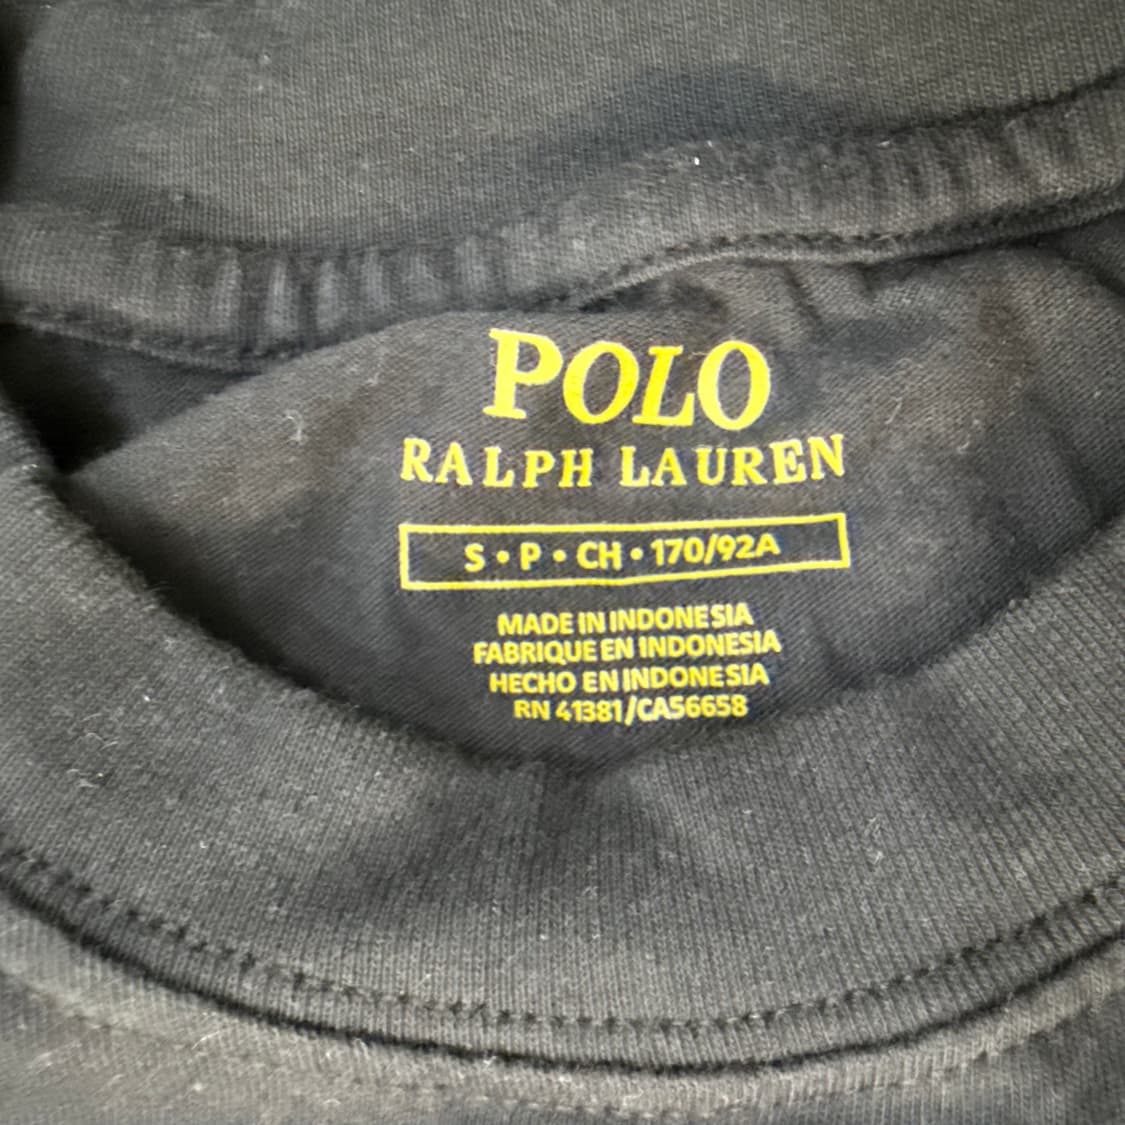 POLO
RALPH LAUREN
S • P • CH • 170/92A
MADE IN INDONESIA
FABRIQUE EN INDONESIA
HECHO EN INDONESIA
RN 41381/CA56658